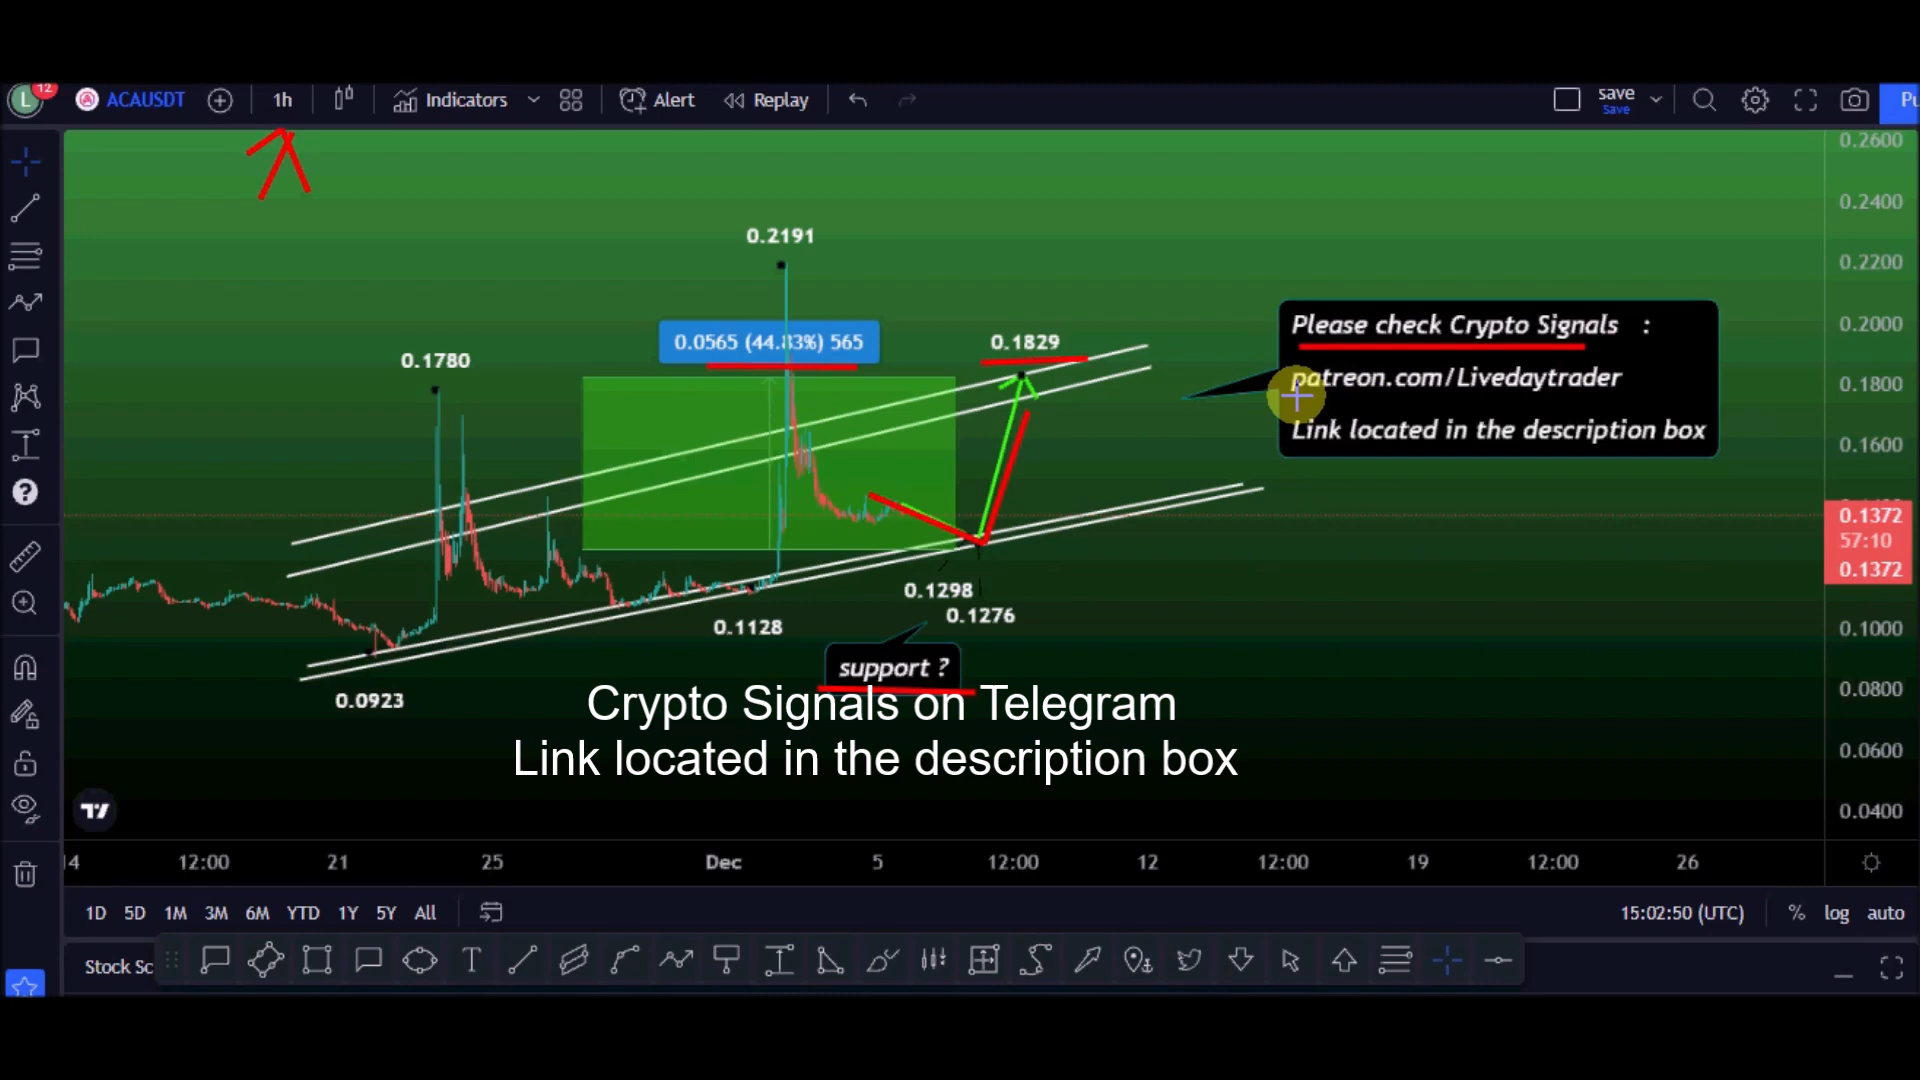 L 12 ACAUSDT 1h Indicators Alert Replay save Pu
Save
0.2600
0.2400
0.2191
0.2200
Please check Crypto Signals :
0.2000
0.0565 (44.83%) 565
0.1829
0.1780
patreon.com/Livedaytrader
0.1800
Link located in the description box
0.1600
0.1372
57:10
0.1372
0.1298
0.1276
0.1128
0.1000
support ?
0.0923
0.0800
Crypto Signals on Telegram
Link located in the description box
0.0600
0.0400
14 12:00 21 25 Dec 5 12:00 12 12:00 19 12:00 26
1D 5D 1M 3M 6M YTD 1Y 5Y All 15:02:50 (UTC) % log auto
Stock Sc